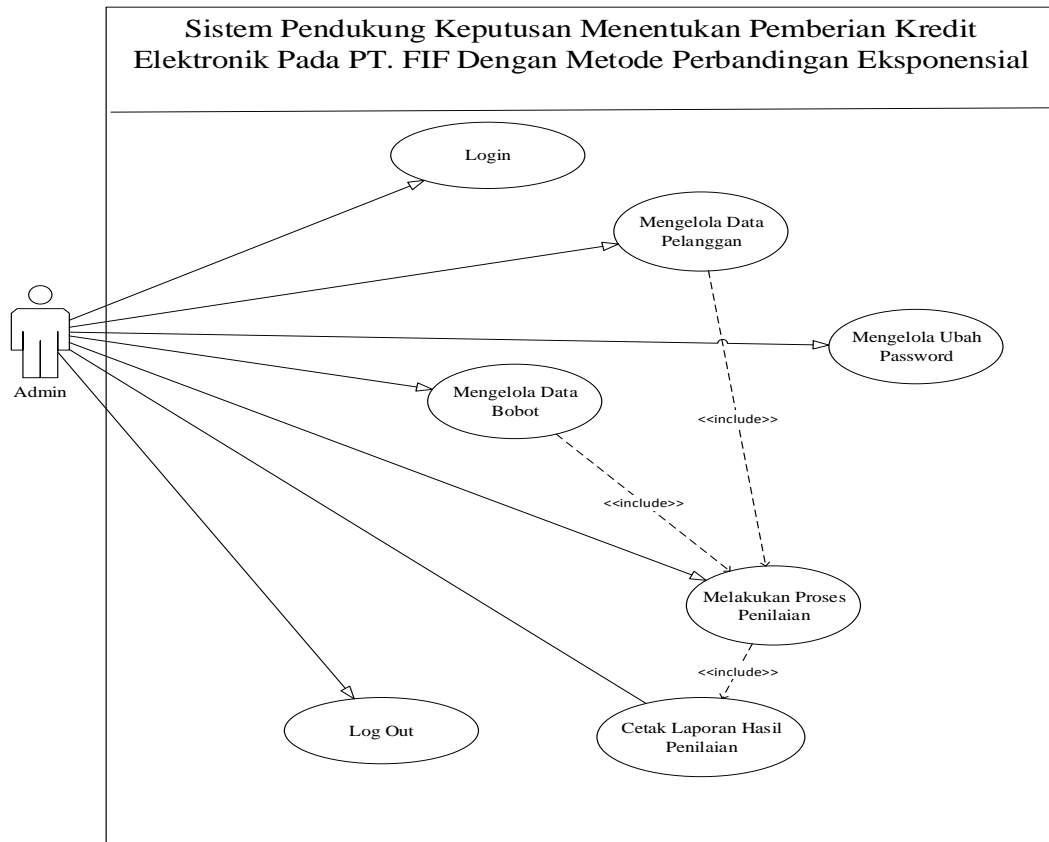 Sistem Pendukung Keputusan Menentukan Pemberian Kredit
Elektronik Pada PT. FIF Dengan Metode Perbandingan Eksponensial
Login
Mengelola Data
Pelanggan
Mengelola Ubah
Password
Admin
Mengelola Data
Bobot
<<include>>
<<include>>
Melakukan Proses
Penilaian
<<include>>
Log Out
Cetak Laporan Hasil
Penilaian